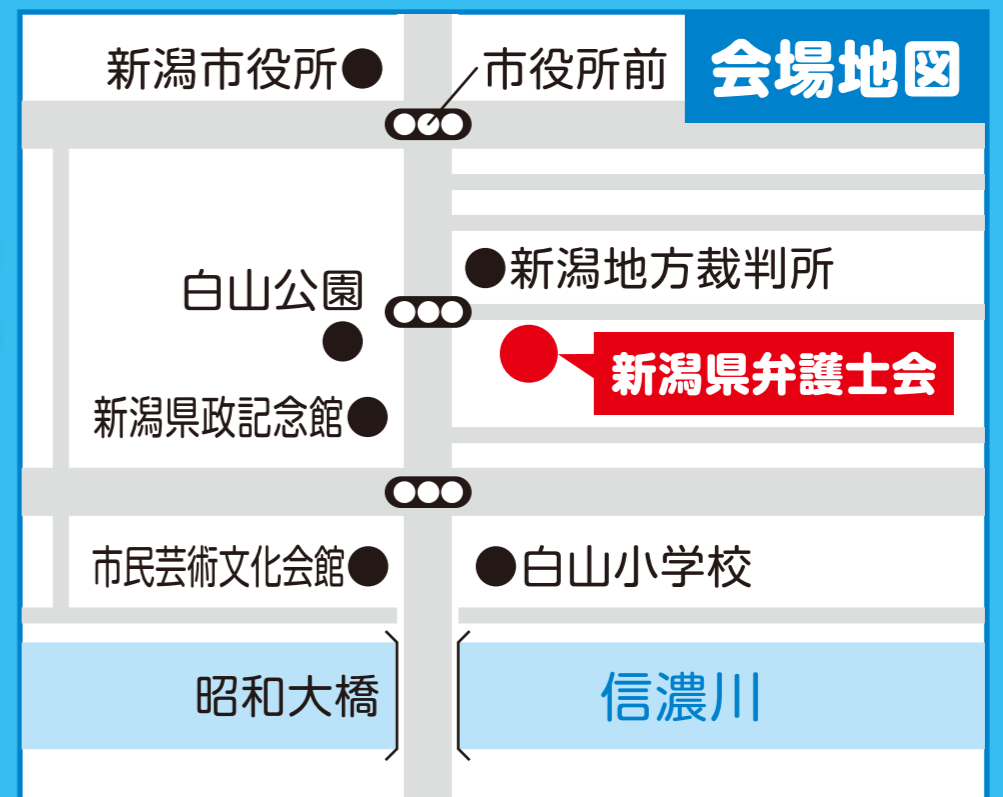 会場地図
新潟市役所
市役所前
新潟地方裁判所
白山公園
新潟県弁護士会
新潟県政記念館
市民芸術文化会館
白山小学校
昭和大橋
信濃川